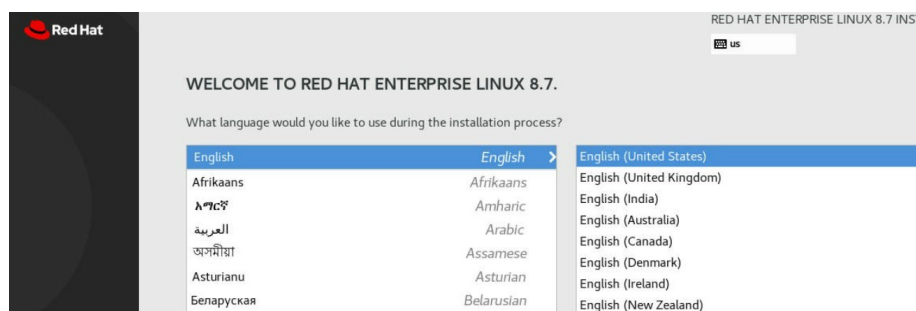 Red Hat
RED HAT ENTERPRISE LINUX 8.7 INS
us
WELCOME TO RED HAT ENTERPRISE LINUX 8.7.
What language would you like to use during the installation process?
English English
Afrikaans Afrikaans
አማርኛ Amharic
العربية Arabic
অসমীয়া Assamese
Asturianu Asturian
Беларуская Belarusian
English (United States)
English (United Kingdom)
English (India)
English (Australia)
English (Canada)
English (Denmark)
English (Ireland)
English (New Zealand)